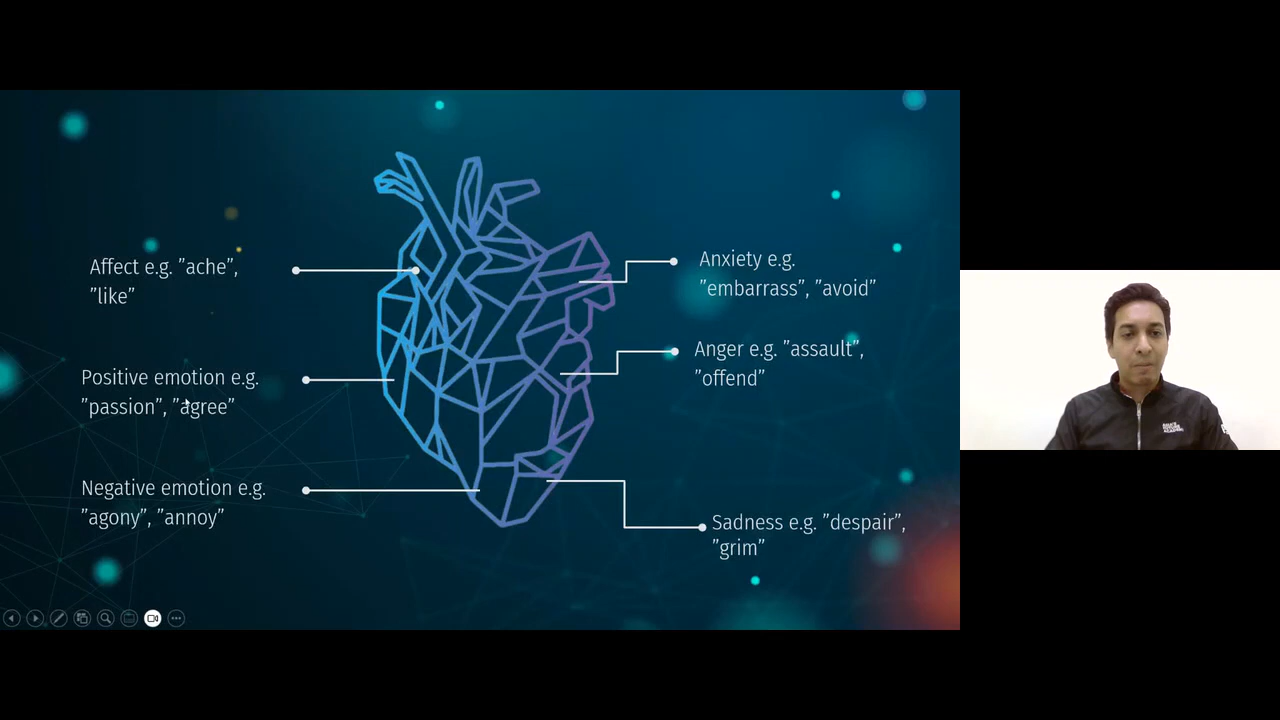 Affect e.g. ”ache”,
”like”
Positive emotion e.g.
”passion”, ”agree”
Negative emotion e.g.
”agony”, ”annoy”
Anxiety e.g.
”embarrass”, ”avoid”
Anger e.g. ”assault”,
”offend”
Sadness e.g. ”despair”,
”grim”